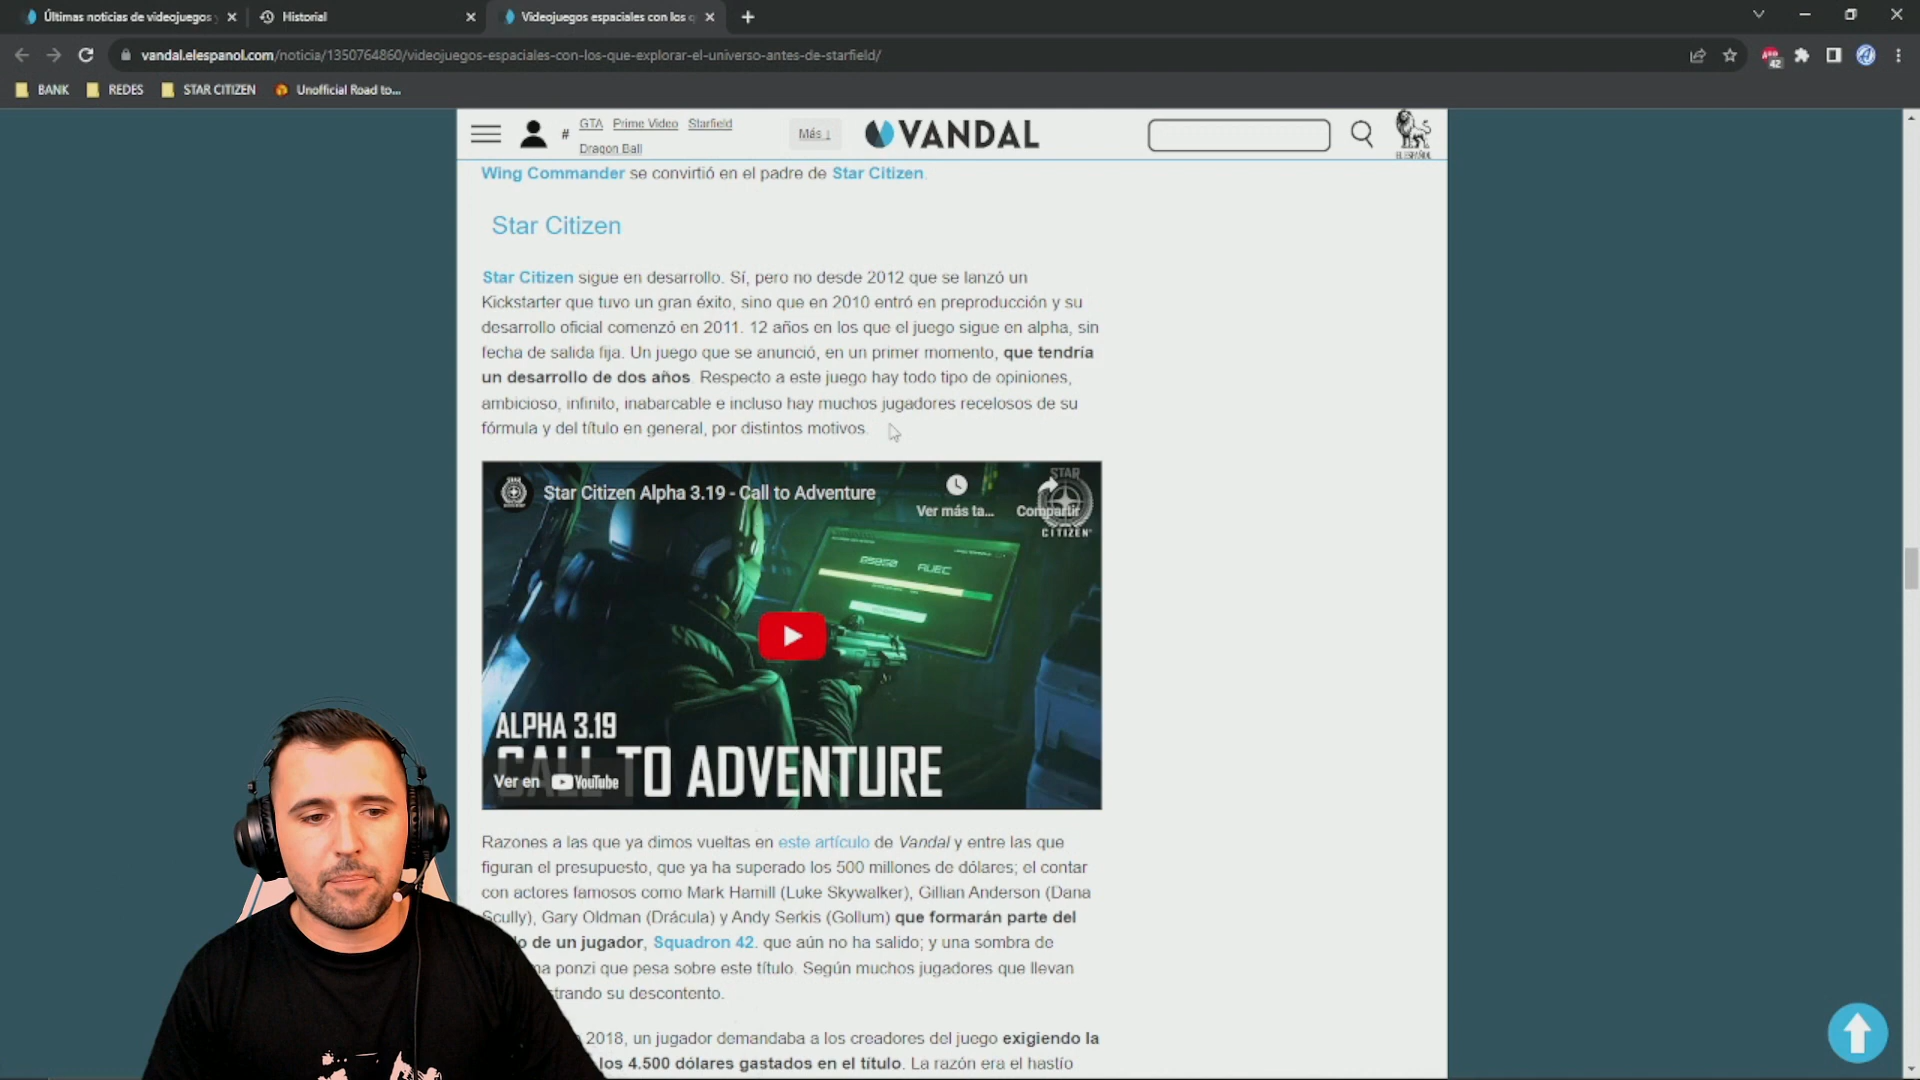 Últimas noticias de videojuegos
Historial
Videojuegos espaciales con los q
vandal.elespanol.com/noticia/1350764860/videojuegos-espaciales-con-los-que-explorar-el-universo-antes-de-starfield/
42
BANK
REDES
STAR CITIZEN
Unofficial Road to...
# GTA Prime Video Starfield
Dragon Ball
Más ↓
VANDAL
EL ESPAÑOL
Wing Commander se convirtió en el padre de Star Citizen.
Star Citizen
Star Citizen sigue en desarrollo. Sí, pero no desde 2012 que se lanzó un
Kickstarter que tuvo un gran éxito, sino que en 2010 entró en preproducción y su
desarrollo oficial comenzó en 2011. 12 años en los que el juego sigue en alpha, sin
fecha de salida fija. Un juego que se anunció, en un primer momento, que tendría
un desarrollo de dos años. Respecto a este juego hay todo tipo de opiniones,
ambicioso, infinito, inabarcable e incluso hay muchos jugadores recelosos de su
fórmula y del título en general, por distintos motivos.
Star Citizen Alpha 3.19 - Call to Adventure
Ver más ta...
Compartir
STAR
CITIZEN
AUEC
ALPHA 3.19
CALL TO ADVENTURE
Ver en YouTube
Razones a las que ya dimos vueltas en este artículo de Vandal y entre las que
figuran el presupuesto, que ya ha superado los 500 millones de dólares; el contar
con actores famosos como Mark Hamill (Luke Skywalker), Gillian Anderson (Dana
Scully), Gary Oldman (Drácula) y Andy Serkis (Gollum) que formarán parte del
o de un jugador, Squadron 42. que aún no ha salido; y una sombra de
ma ponzi que pesa sobre este título. Según muchos jugadores que llevan
strando su descontento.
2018, un jugador demandaba a los creadores del juego exigiendo la
los 4.500 dólares gastados en el título. La razón era el hastío